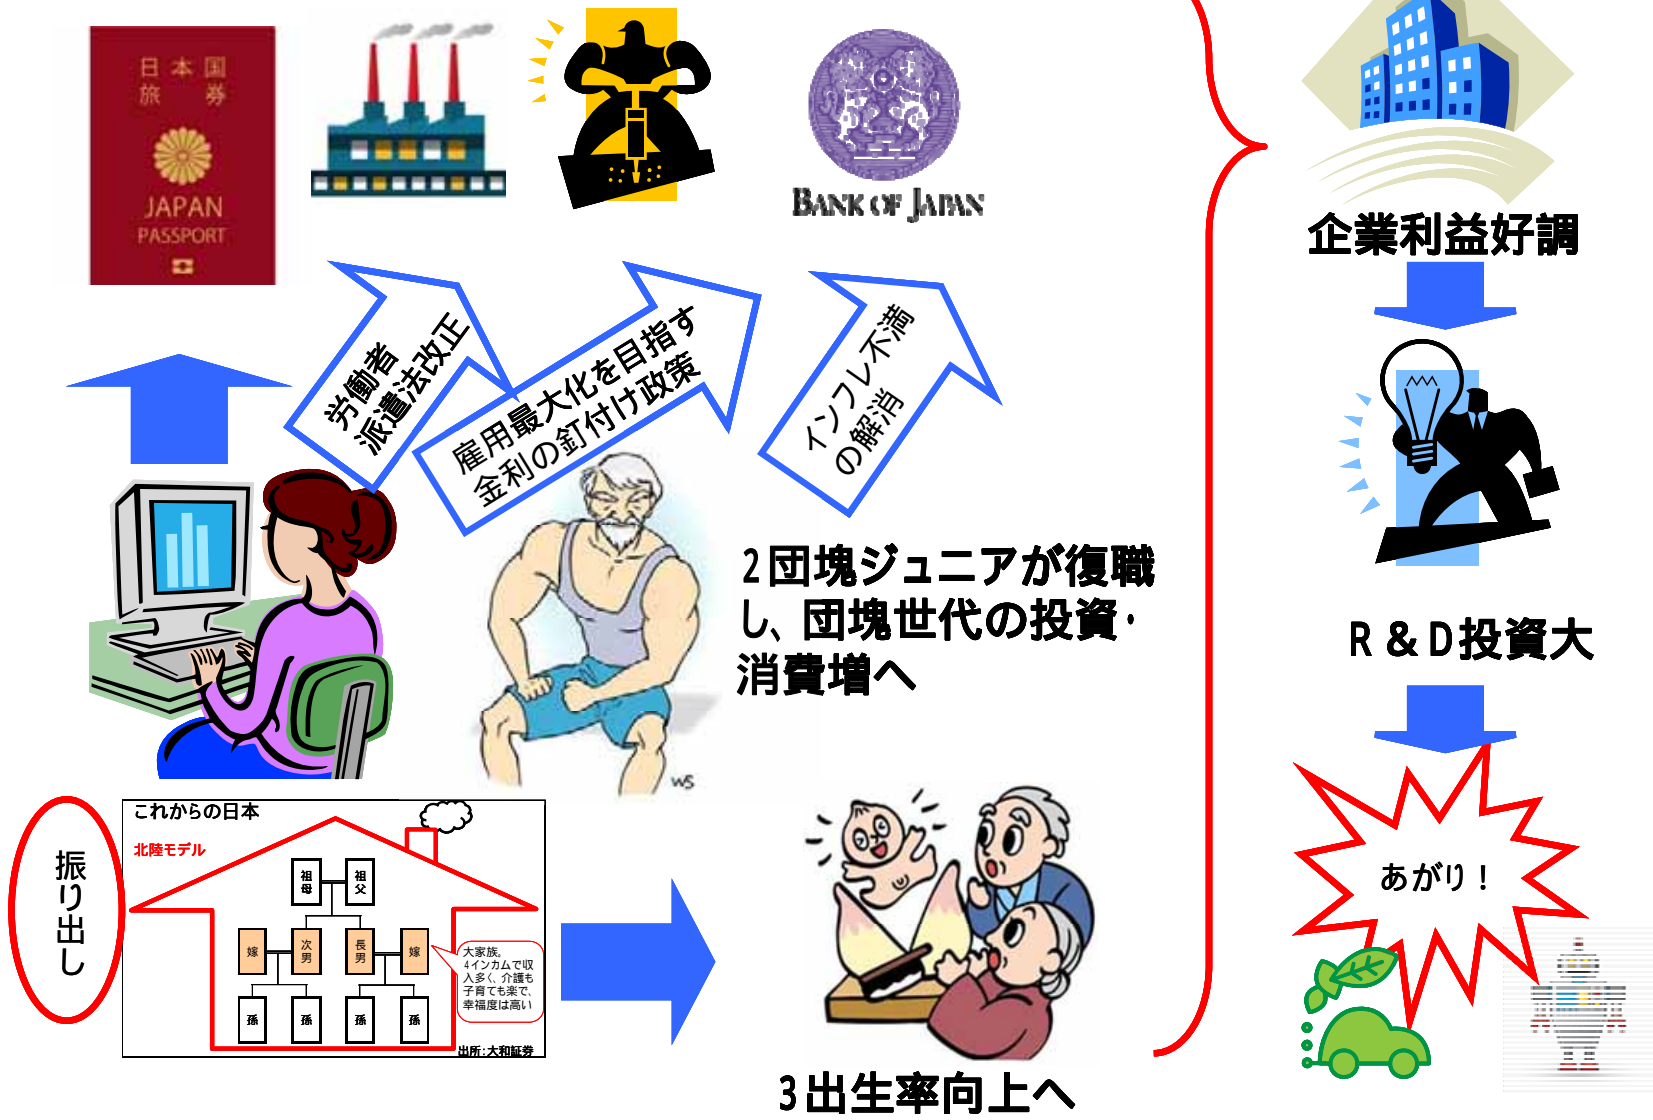 日本国
旅券
JAPAN
PASSPORT
BANK OF JAPAN
企業利益好調
労働者
派遣法改正
雇用最大化を目指す
金利の釘付け政策
インフレ不満
の解消
2団塊ジュニアが復職
し、団塊世代の投資・
消費増へ
WS
R&D投資大
振り出し
これからの日本
北陸モデル
祖母
祖父
嫁
次男
長男
嫁
孫
孫
孫
孫
大家族。
4インカムで収
入多く、介護も
子育ても楽で、
幸福度は高い
出所:大和証券
あがり!
3出生率向上へ